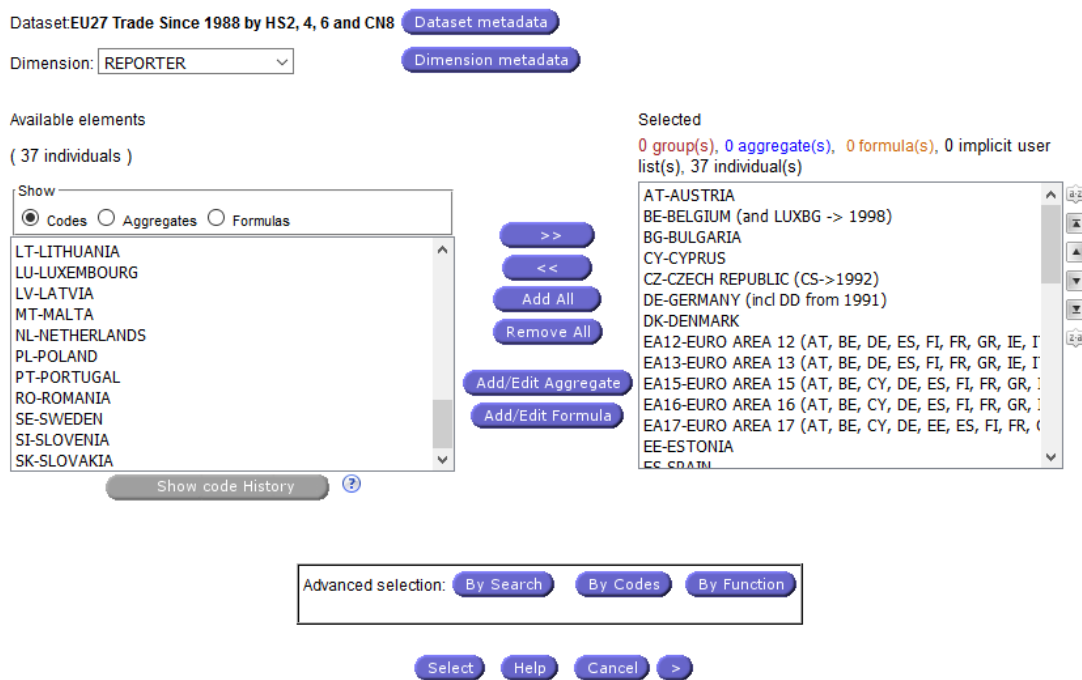 Dataset:EU27 Trade Since 1988 by HS2, 4, 6 and CN8 Dataset metadata
Dimension: REPORTER Dimension metadata
Available elements
( 37 individuals )
Show
Codes Aggregates Formulas
LT-LITHUANIA
LU-LUXEMBOURG
LV-LATVIA
MT-MALTA
NL-NETHERLANDS
PL-POLAND
PT-PORTUGAL
RO-ROMANIA
SE-SWEDEN
SI-SLOVENIA
SK-SLOVAKIA
Show code History ?
>>
<<
Add All
Remove All
Add/Edit Aggregate
Add/Edit Formula
Selected
0 group(s), 0 aggregate(s), 0 formula(s), 0 implicit user
list(s), 37 individual(s)
AT-AUSTRIA
BE-BELGIUM (and LUXBG -> 1998)
BG-BULGARIA
CY-CYPRUS
CZ-CZECH REPUBLIC (CS->1992)
DE-GERMANY (incl DD from 1991)
DK-DENMARK
EA12-EURO AREA 12 (AT, BE, DE, ES, FI, FR, GR, IE,
EA13-EURO AREA 13 (AT, BE, DE, ES, FI, FR, GR, IE,
EA15-EURO AREA 15 (AT, BE, CY, DE, ES, FI, FR, GR,
EA16-EURO AREA 16 (AT, BE, CY, DE, ES, FI, FR, GR,
EA17-EURO AREA 17 (AT, BE, CY, DE, EE, ES, FI, FR,
EE-ESTONIA
ES-SPAIN
a-z
z-a
Advanced selection: By Search By Codes By Function
Select Help Cancel >